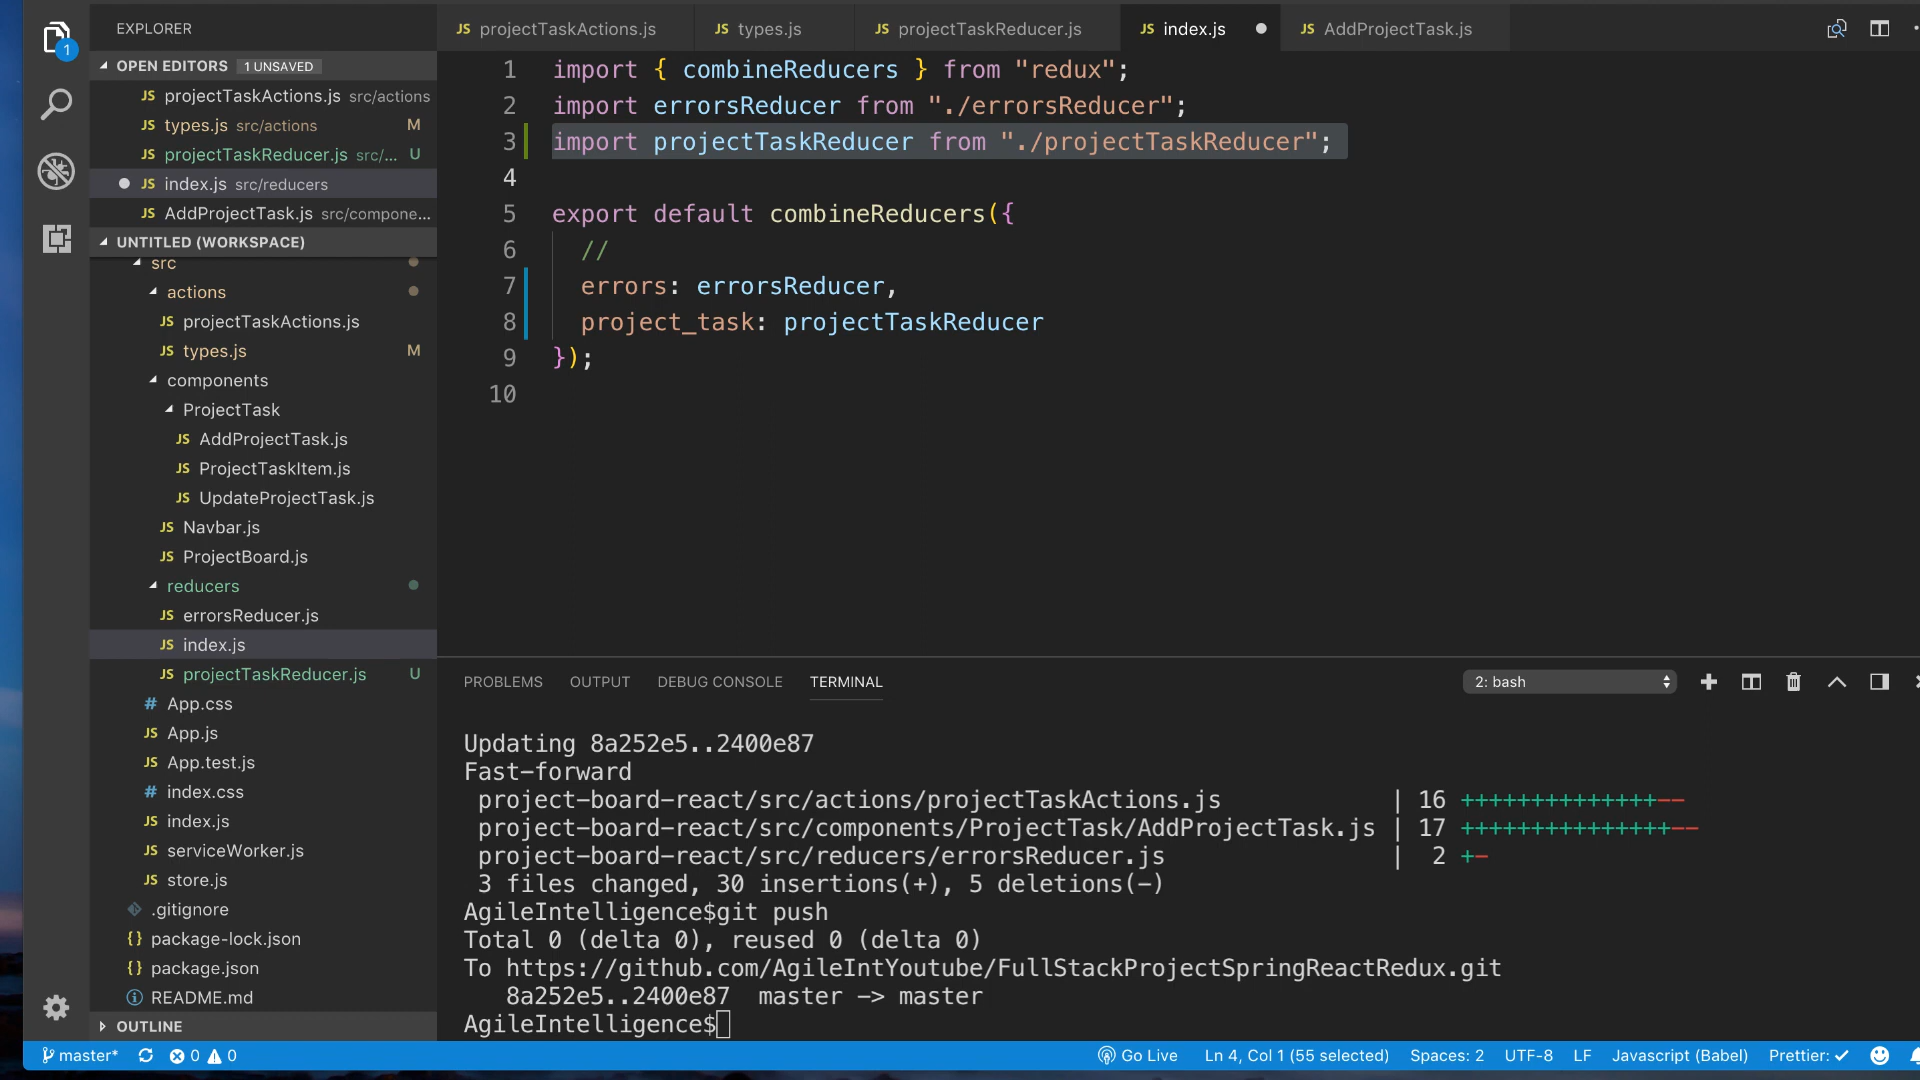 1
EXPLORER
OPEN EDITORS 1 UNSAVED
JS projectTaskActions.js src/actions
JS types.js src/actions M
JS projectTaskReducer.js src/... U
JS index.js src/reducers
JS AddProjectTask.js src/compone...
UNTITLED (WORKSPACE)
src
actions
JS projectTaskActions.js
JS types.js M
components
ProjectTask
JS AddProjectTask.js
JS ProjectTaskItem.js
JS UpdateProjectTask.js
JS Navbar.js
JS ProjectBoard.js
reducers
JS errorsReducer.js
JS index.js
JS projectTaskReducer.js U
# App.css
JS App.js
JS App.test.js
# index.css
JS index.js
JS serviceWorker.js
JS store.js
.gitignore
{} package-lock.json
{} package.json
README.md
OUTLINE
JS projectTaskActions.js JS types.js JS projectTaskReducer.js JS index.js JS AddProjectTask.js
1 import { combineReducers } from "redux";
2 import errorsReducer from "./errorsReducer";
3 import projectTaskReducer from "./projectTaskReducer";
4
5 export default combineReducers({
6 //
7 errors: errorsReducer,
8 project_task: projectTaskReducer
9 });
10
PROBLEMS OUTPUT DEBUG CONSOLE TERMINAL 2: bash
Updating 8a252e5..2400e87
Fast-forward
project-board-react/src/actions/projectTaskActions.js | 16 ++++++++++++++--
project-board-react/src/components/ProjectTask/AddProjectTask.js | 17 +++++++++++++++--
project-board-react/src/reducers/errorsReducer.js | 2 +-
3 files changed, 30 insertions(+), 5 deletions(-)
AgileIntelligence$git push
Total 0 (delta 0), reused 0 (delta 0)
To https://github.com/AgileIntYoutube/FullStackProjectSpringReactRedux.git
8a252e5..2400e87 master -> master
AgileIntelligence$
master* 0 0 Go Live Ln 4, Col 1 (55 selected) Spaces: 2 UTF-8 LF Javascript (Babel) Prettier: ✓